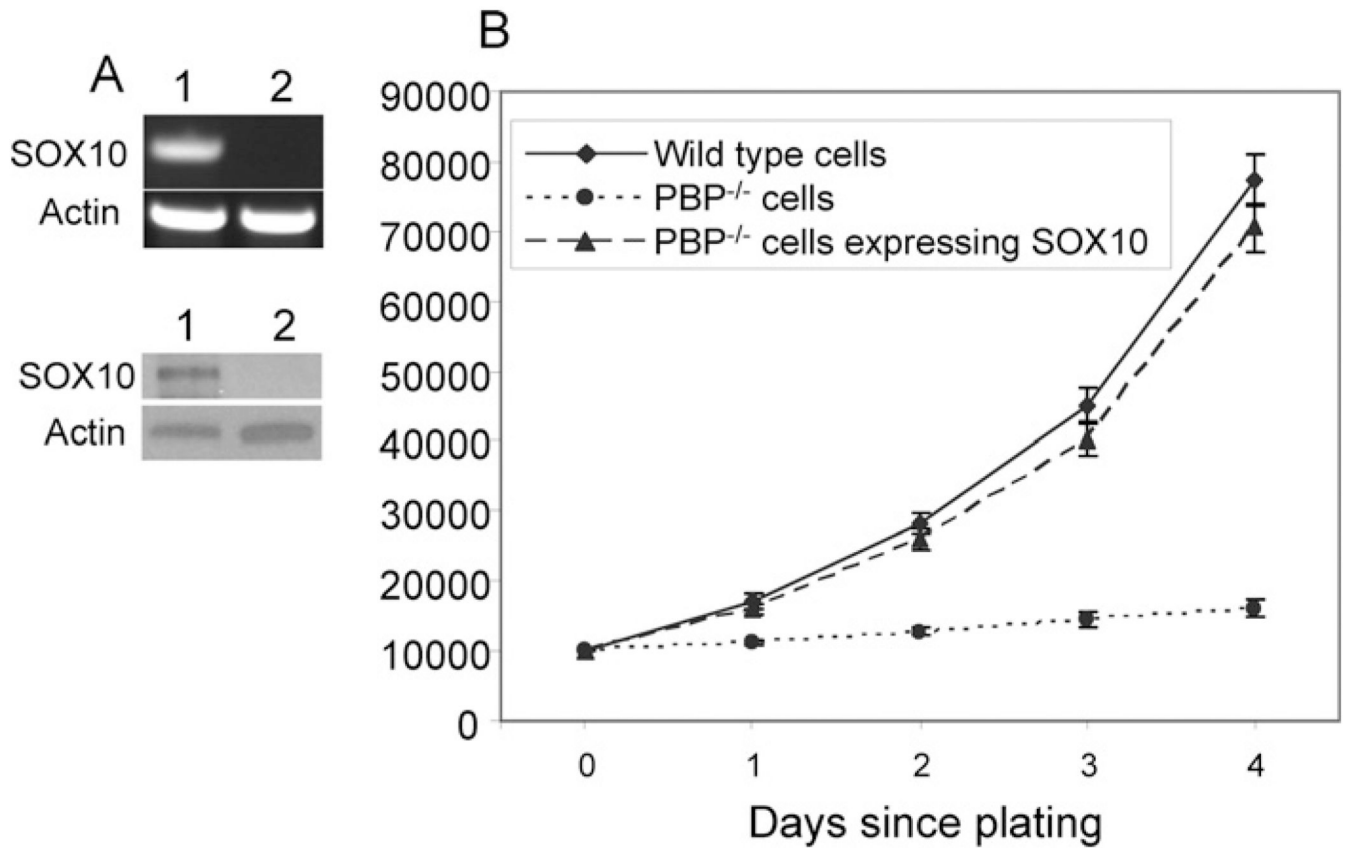 A
1 2
SOX10
Actin
1 2
SOX10
Actin
B
90000
80000
70000
60000
50000
40000
30000
20000
10000
0
Wild type cells
PBP-/- cells
PBP-/- cells expressing SOX10
0 1 2 3 4
Days since plating